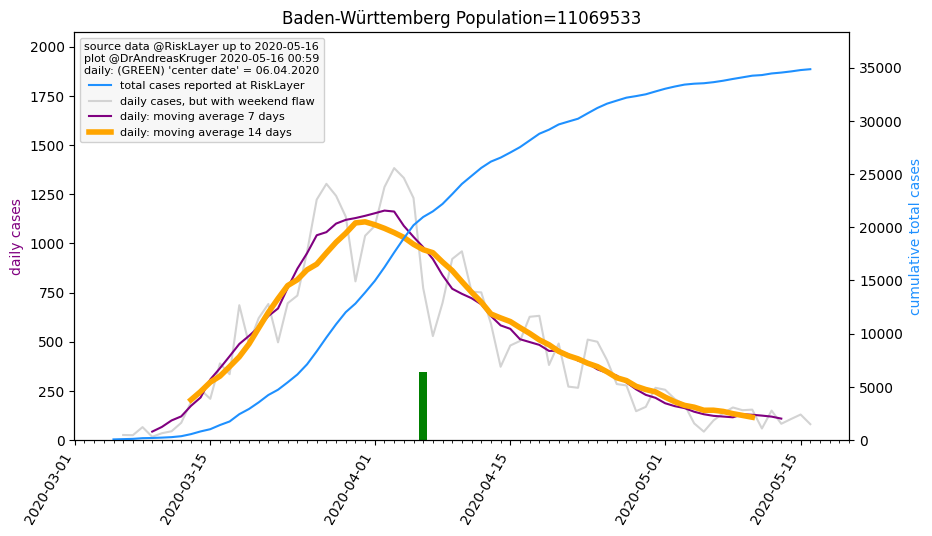 Baden-Württemberg Population=11069533
source data @RiskLayer up to 2020-05-16
plot @DrAndreasKruger 2020-05-16 00:59
daily: (GREEN) 'center date' = 06.04.2020
total cases reported at RiskLayer
daily cases, but with weekend flaw
daily: moving average 7 days
daily: moving average 14 days
daily cases
2000
1750
1500
1250
1000
750
500
250
0
cumulative total cases
35000
30000
25000
20000
15000
10000
5000
0
2020-03-01
2020-03-15
2020-04-01
2020-04-15
2020-05-01
2020-05-15